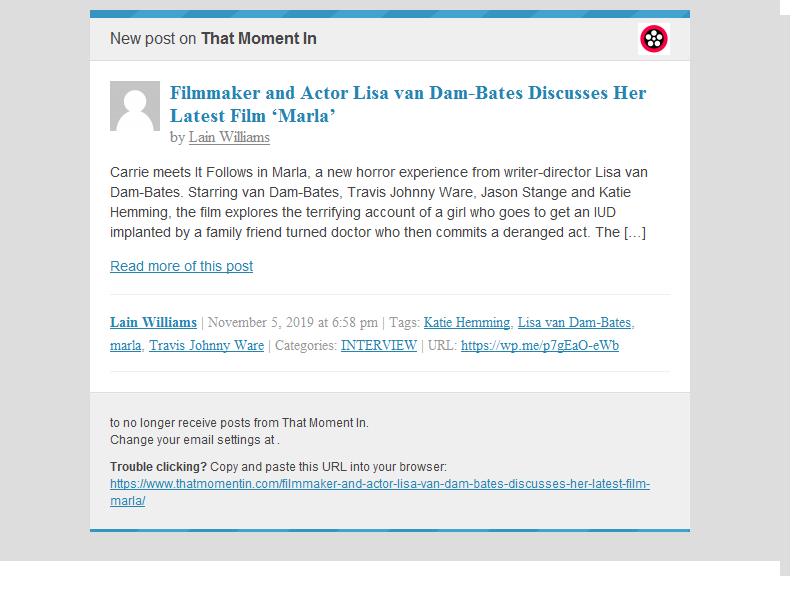 New post on That Moment In
Filmmaker and Actor Lisa van Dam-Bates Discusses Her
Latest Film ‘Marla’
by Lain Williams
Carrie meets It Follows in Marla, a new horror experience from writer-director Lisa van
Dam-Bates. Starring van Dam-Bates, Travis Johnny Ware, Jason Stange and Katie
Hemming, the film explores the terrifying account of a girl who goes to get an IUD
implanted by a family friend turned doctor who then commits a deranged act. The […]
Read more of this post
Lain Williams | November 5, 2019 at 6:58 pm | Tags: Katie Hemming, Lisa van Dam-Bates,
marla, Travis Johnny Ware | Categories: INTERVIEW | URL: https://wp.me/p7gEaO-eWb
to no longer receive posts from That Moment In.
Change your email settings at .
Trouble clicking? Copy and paste this URL into your browser:
https://www.thatmomentin.com/filmmaker-and-actor-lisa-van-dam-bates-discusses-her-latest-film-
marla/